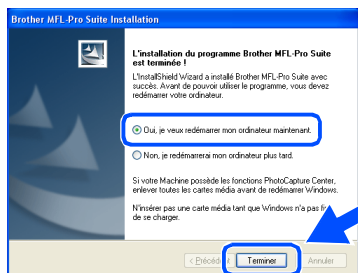 Brother MFL-Pro Suite Installation
L'installation du programme Brother MFL-Pro Suite
est terminée !
L'InstallShield Wizard a installé Brother MFL-Pro Suite avec
succès. Avant de pouvoir utiliser le programme, vous devez
redémarrer votre ordinateur.
Oui, je veux redémarrer mon ordinateur maintenant.
Non, je redémarrerai mon ordinateur plus tard.
Si votre Machine possède les fonctions PhotoCapture Center,
enlever toutes les cartes média avant de redémarrer Windows.
N'insérer pas une carte média tant que Windows n'a pas
de se charger.
< Précédent
Terminer
Annuler